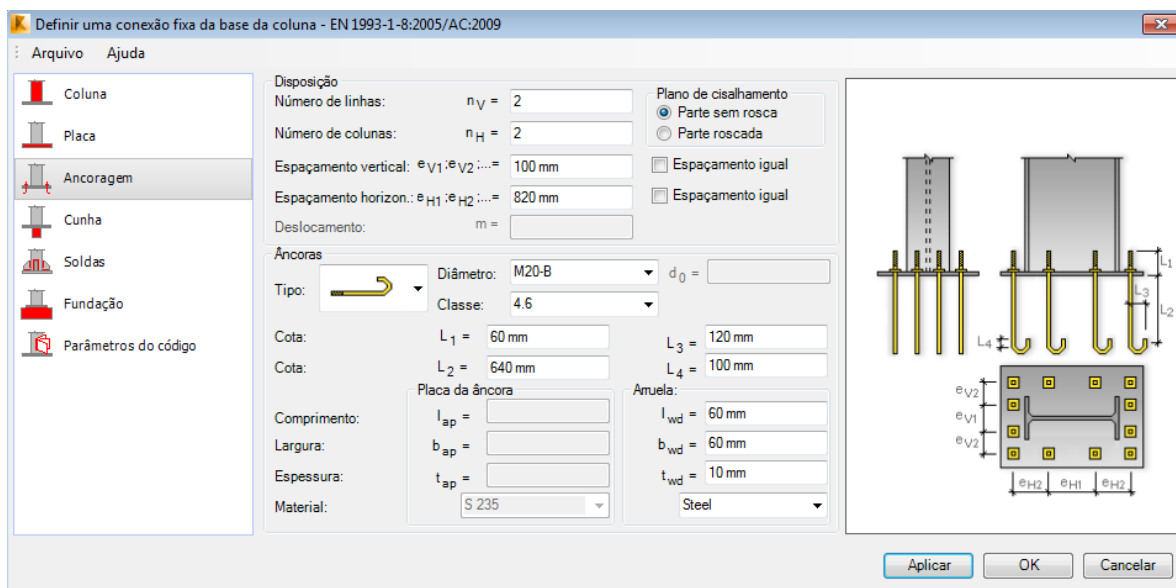 Definir uma conexão fixa da base da coluna - EN 1993-1-8:2005/AC:2009
Arquivo Ajuda
Coluna
Placa
Ancoragem
Cunha
Soldas
Fundação
Parâmetros do código
Disposição
Número de linhas: nV = 2
Número de colunas: nH = 2
Espaçamento vertical: eV1;eV2;...= 100 mm Espaçamento igual
Espaçamento horizon.: eH1;eH2;...= 820 mm Espaçamento igual
Deslocamento: m =
Plano de cisalhamento
Parte sem rosca
Parte roscada
Âncoras
Tipo:
Diâmetro: M20-B d0 =
Classe: 4.6
Cota: L1 = 60 mm L3 = 120 mm
Cota: L2 = 640 mm L4 = 100 mm
Placa da âncora
Comprimento: lap =
Largura: bap =
Espessura: tap =
Material: S 235
Arruela:
lwd = 60 mm
bwd = 60 mm
twd = 10 mm
Steel
L1
L3
L2
L4
eV2
eV1
eV2
eH2 eH1 eH2
Aplicar OK Cancelar